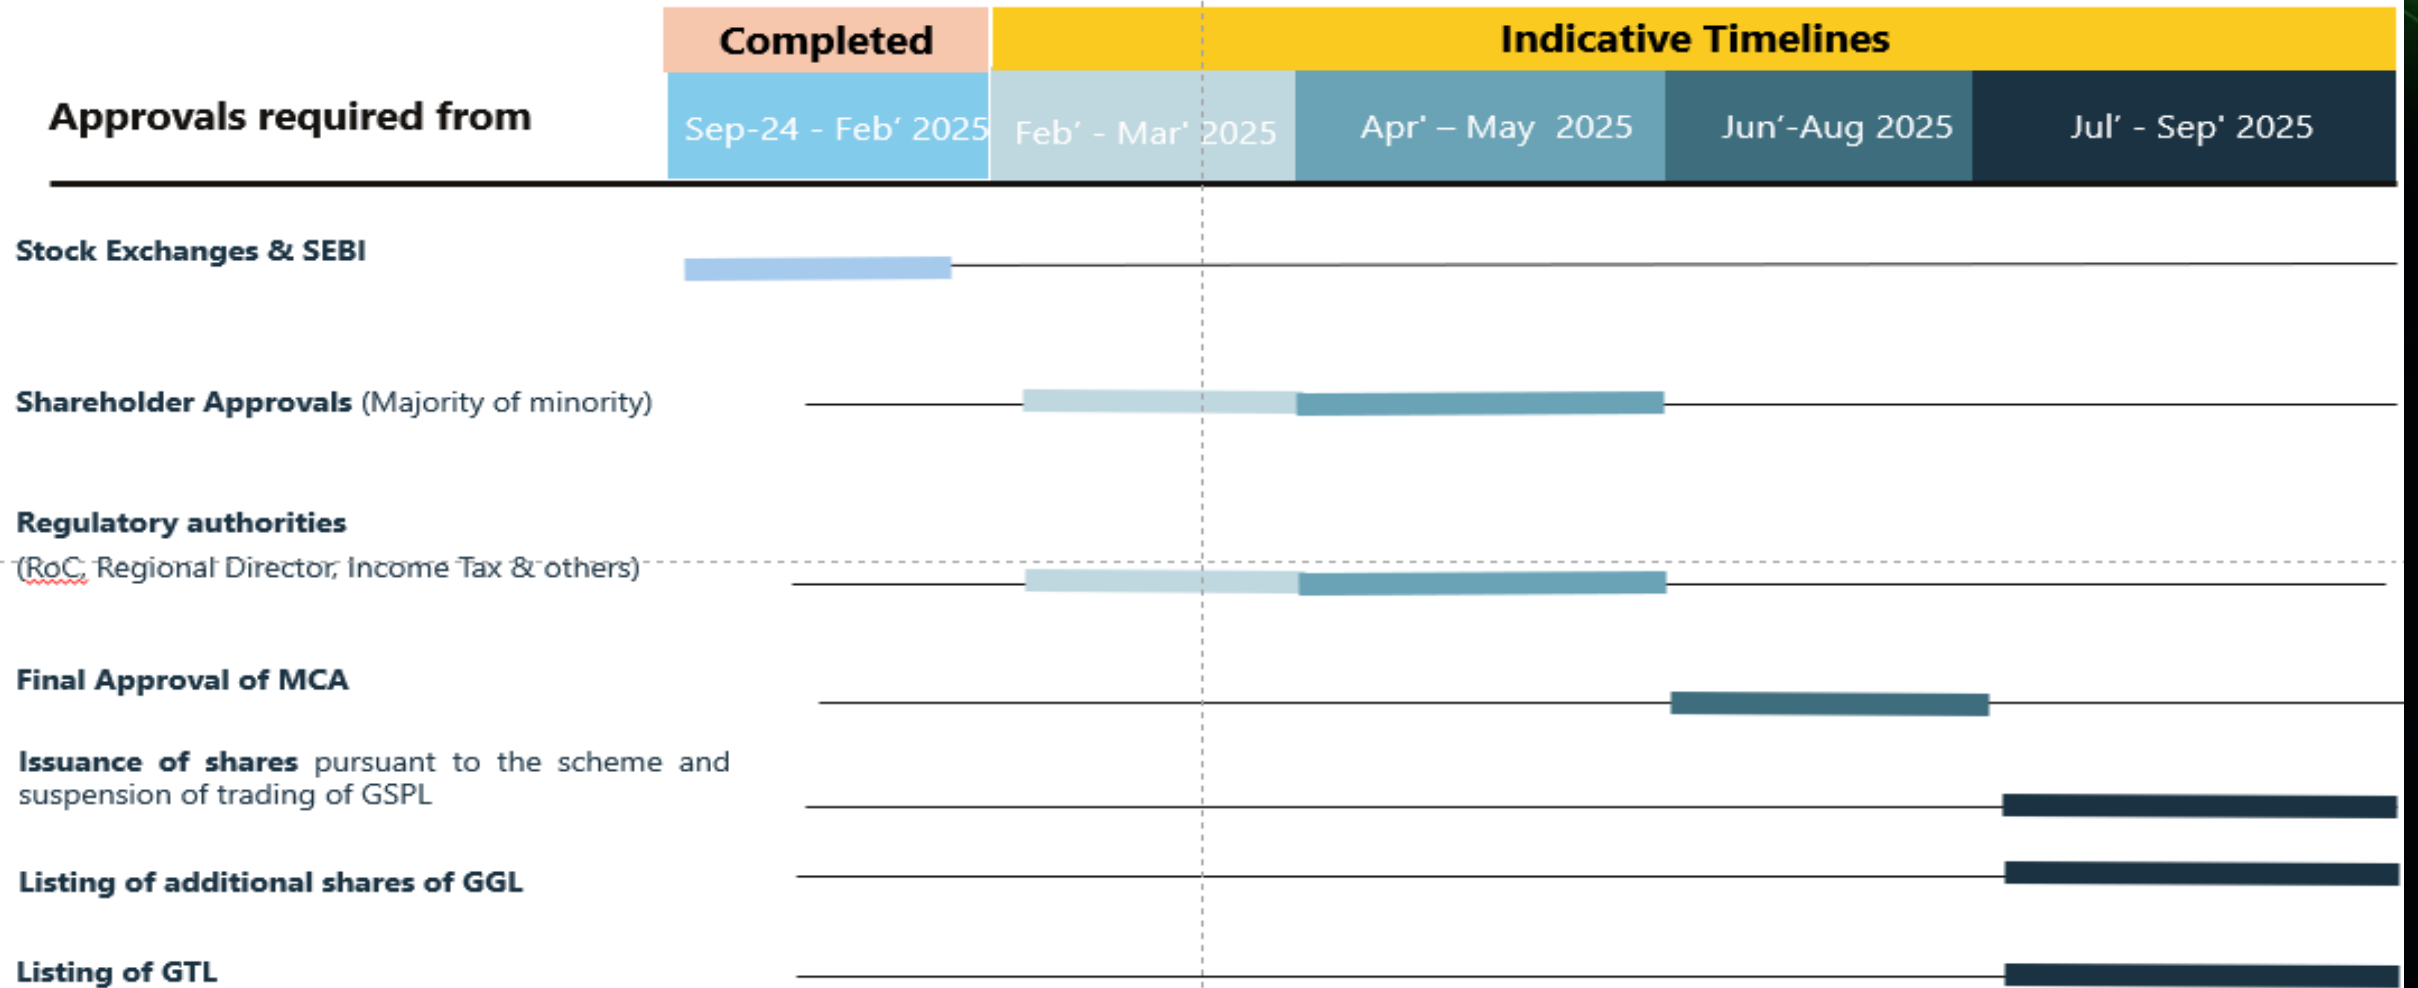 Completed
Indicative Timelines
Approvals required from
Sep-24 - Feb’ 2025
Feb’ - Mar' 2025
Apr' – May  2025
Jun’-Aug 2025
Jul’ - Sep' 2025
Stock Exchanges & SEBI
Shareholder Approvals (Majority of minority)
Regulatory authorities
(RoC, Regional Director, Income Tax & others)
Final Approval of MCA
Issuance of shares pursuant to the scheme and
suspension of trading of GSPL
Listing of additional shares of GGL
Listing of GTL